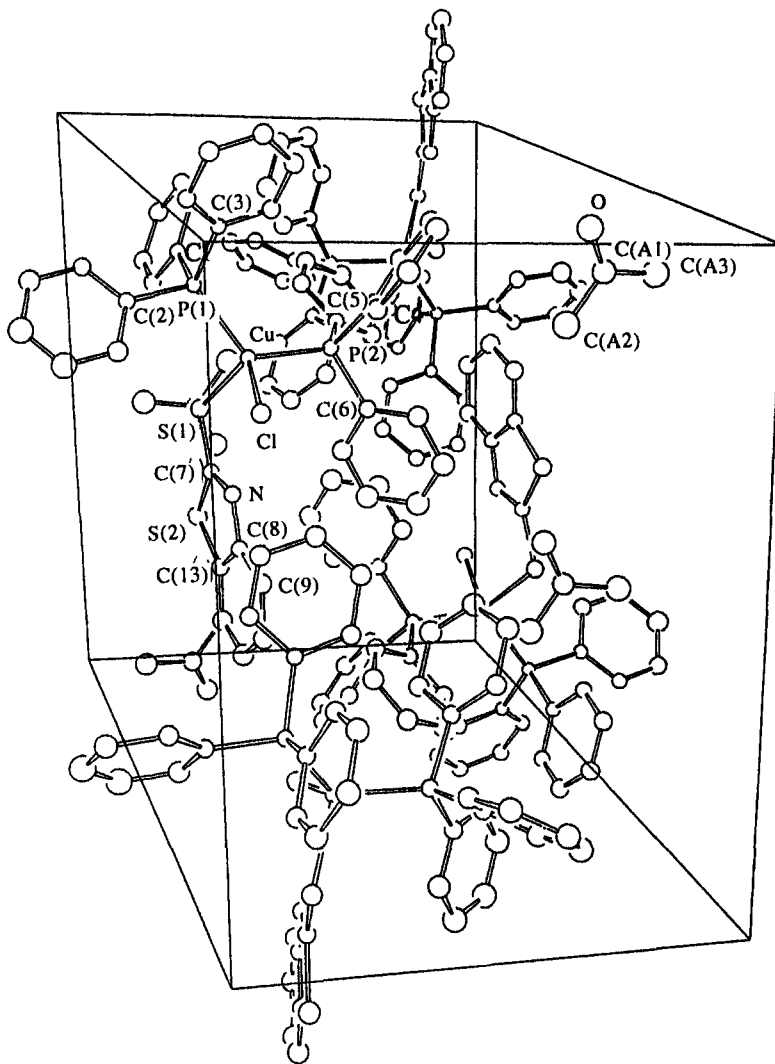 O
C(3)
C(A1)
C(A3)
C(5)
C(2)
P(1)
Cu
P(2)
C(A2)
C(6)
S(1)
Cl
C(7)
N
S(2)
C(8)
C(13)
C(9)